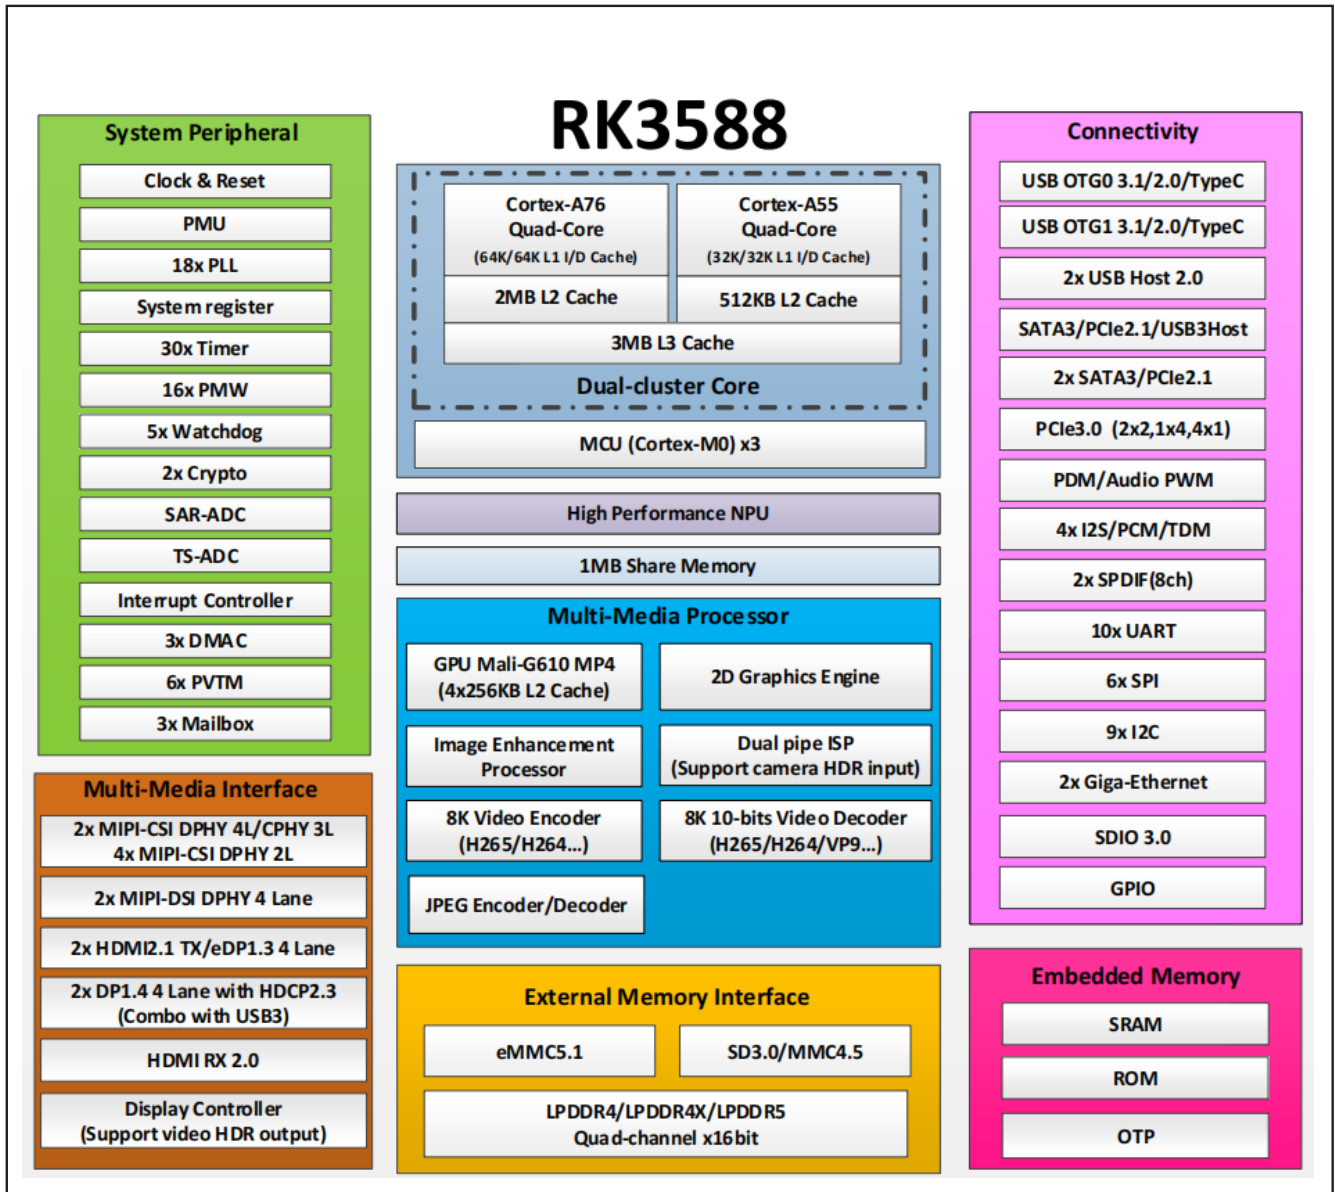 RK3588
System Peripheral
Clock & Reset
PMU
18x PLL
System register
30x Timer
16x PMW
5x Watchdog
2x Crypto
SAR-ADC
TS-ADC
Interrupt Controller
3x DMAC
6x PVTM
3x Mailbox
Multi-Media Interface
2x MIPI-CSI DPHY 4L/CPHY 3L
4x MIPI-CSI DPHY 2L
2x MIPI-DSI DPHY 4 Lane
2x HDMI2.1 TX/eDP1.3 4 Lane
2x DP1.4 4 Lane with HDCP2.3
(Combo with USB3)
HDMI RX 2.0
Display Controller
(Support video HDR output)
Cortex-A76
Quad-Core
(64K/64K L1 I/D Cache)
2MB L2 Cache
Cortex-A55
Quad-Core
(32K/32K L1 I/D Cache)
512KB L2 Cache
3MB L3 Cache
Dual-cluster Core
MCU (Cortex-M0) x3
High Performance NPU
1MB Share Memory
Multi-Media Processor
GPU Mali-G610 MP4
(4x256KB L2 Cache)
2D Graphics Engine
Image Enhancement
Processor
Dual pipe ISP
(Support camera HDR input)
8K Video Encoder
(H265/H264...)
8K 10-bits Video Decoder
(H265/H264/VP9...)
JPEG Encoder/Decoder
External Memory Interface
eMMC5.1
SD3.0/MMC4.5
LPDDR4/LPDDR4X/LPDDR5
Quad-channel x16bit
Connectivity
USB OTG0 3.1/2.0/TypeC
USB OTG1 3.1/2.0/TypeC
2x USB Host 2.0
SATA3/PCIe2.1/USB3Host
2x SATA3/PCIe2.1
PCIe3.0 (2x2,1x4,4x1)
PDM/Audio PWM
4x I2S/PCM/TDM
2x SPDIF(8ch)
10x UART
6x SPI
9x I2C
2x Giga-Ethernet
SDIO 3.0
GPIO
Embedded Memory
SRAM
ROM
OTP